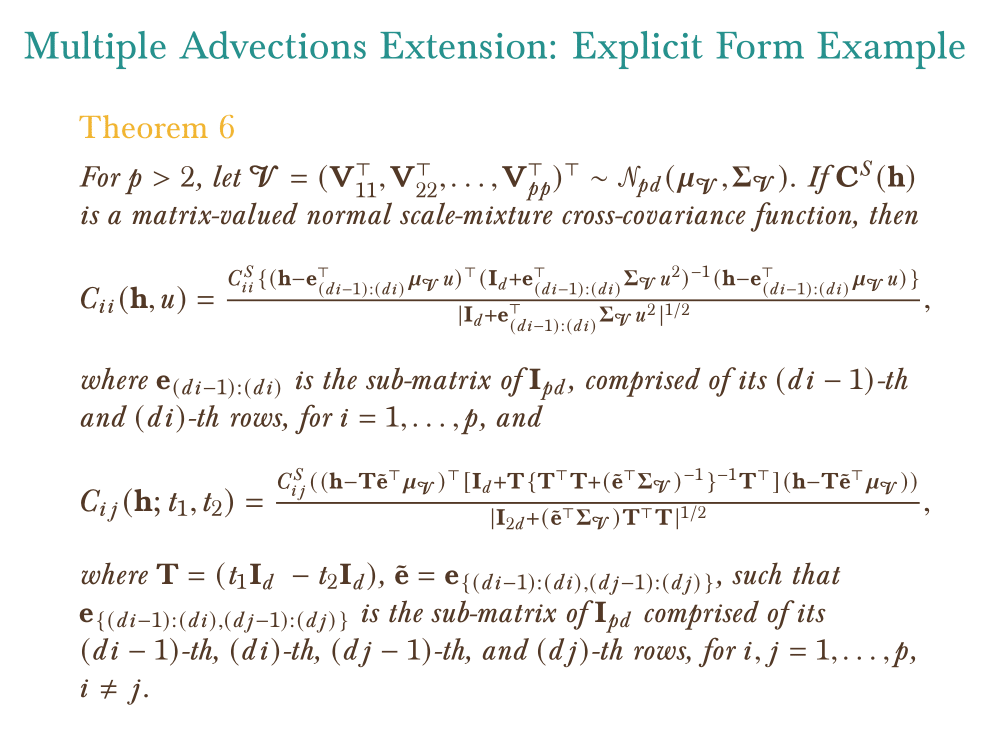 Multiple Advections Extension: Explicit Form Example
Theorem 6
For $p > 2$, let $\mathcal{V} = (\mathbf{V}_{11}^\top, \mathbf{V}_{22}^\top, \ldots, \mathbf{V}_{pp}^\top)^\top \sim \mathcal{N}_{pd}(\boldsymbol{\mu}_{\mathcal{V}}, \boldsymbol{\Sigma}_{\mathcal{V}})$. If $\mathbf{C}^S(\mathbf{h})$
is a matrix-valued normal scale-mixture cross-covariance function, then
$C_{ii}(\mathbf{h}, u) = \frac{C_{ii}^S\{(\mathbf{h}-\mathbf{e}_{(di-1):(di)}^\top \boldsymbol{\mu}_{\mathcal{V}} u)^\top (\mathbf{I}_d+\mathbf{e}_{(di-1):(di)}^\top \boldsymbol{\Sigma}_{\mathcal{V}} u^2)^{-1} (\mathbf{h}-\mathbf{e}_{(di-1):(di)}^\top \boldsymbol{\mu}_{\mathcal{V}} u)\}}{|\mathbf{I}_d+\mathbf{e}_{(di-1):(di)}^\top \boldsymbol{\Sigma}_{\mathcal{V}} u^2|^{1/2}},$
where $\mathbf{e}_{(di-1):(di)}$ is the sub-matrix of $\mathbf{I}_{pd}$, comprised of its $(di-1)$-th
and $(di)$-th rows, for $i = 1, \ldots, p$, and
$C_{ij}(\mathbf{h}; t_1, t_2) = \frac{C_{ij}^S((\mathbf{h}-\mathbf{T}\tilde{\mathbf{e}}^\top \boldsymbol{\mu}_{\mathcal{V}})^\top [\mathbf{I}_d+\mathbf{T}\{\mathbf{T}^\top \mathbf{T}+(\tilde{\mathbf{e}}^\top \boldsymbol{\Sigma}_{\mathcal{V}})^{-1}\}^{-1} \mathbf{T}^\top](\mathbf{h}-\mathbf{T}\tilde{\mathbf{e}}^\top \boldsymbol{\mu}_{\mathcal{V}}))}{|\mathbf{I}_{2d}+(\tilde{\mathbf{e}}^\top \boldsymbol{\Sigma}_{\mathcal{V}})\mathbf{T}^\top \mathbf{T}|^{1/2}},$
where $\mathbf{T} = (t_1 \mathbf{I}_d \; -t_2 \mathbf{I}_d)$, $\tilde{\mathbf{e}} = \mathbf{e}_{\{(di-1):(di),(dj-1):(dj)\}}$, such that
$\mathbf{e}_{\{(di-1):(di),(dj-1):(dj)\}}$ is the sub-matrix of $\mathbf{I}_{pd}$ comprised of its
$(di-1)$-th, $(di)$-th, $(dj-1)$-th, and $(dj)$-th rows, for $i, j = 1, \ldots, p$,
$i \neq j$.